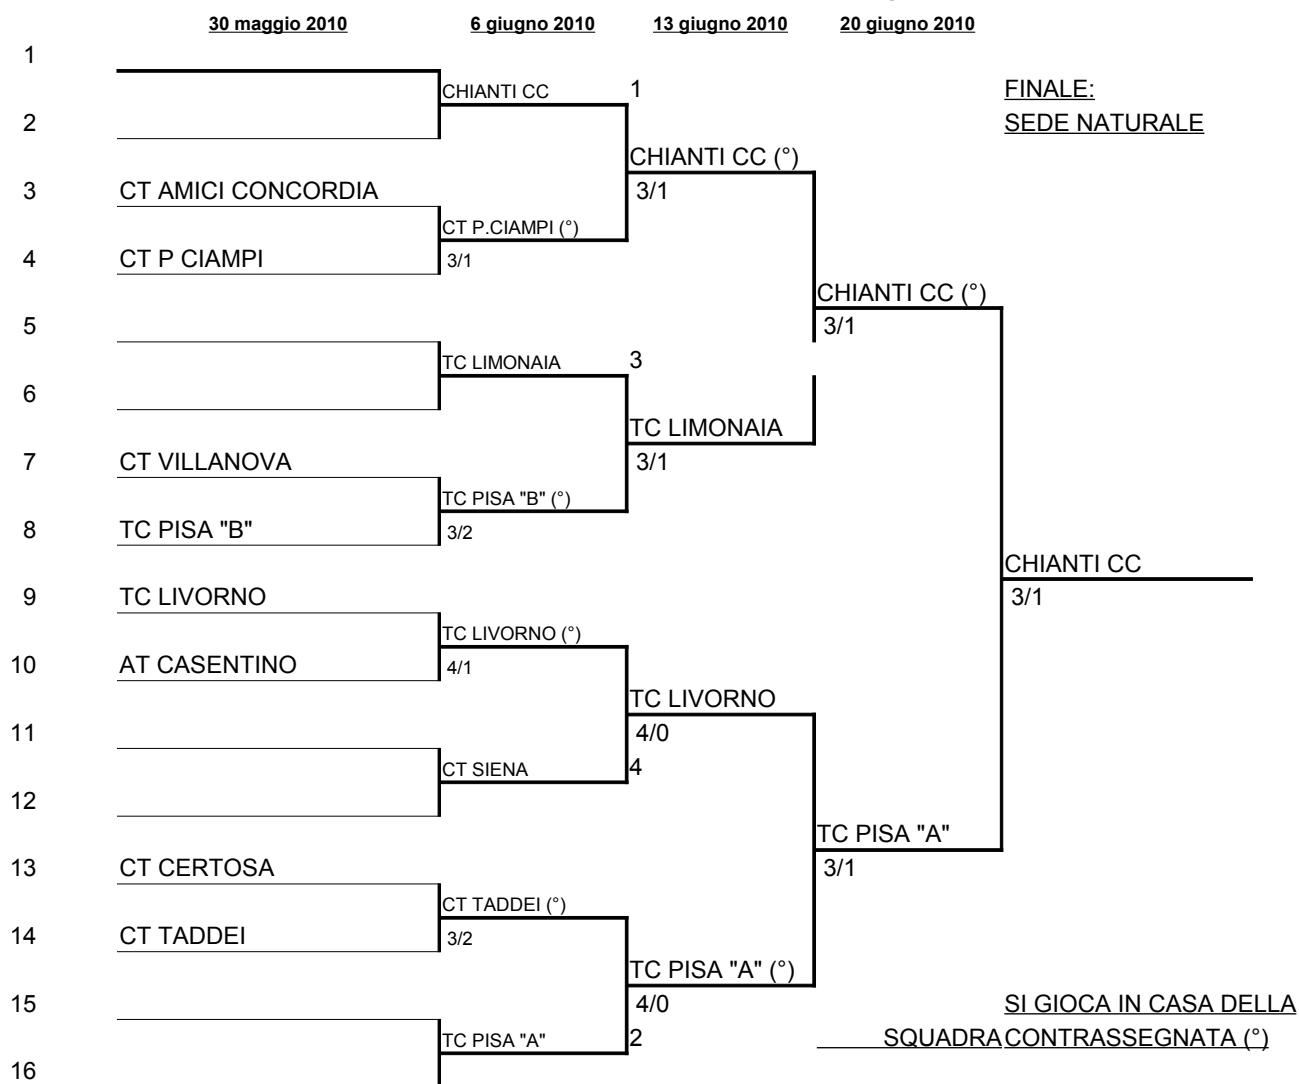 30 maggio 2010 6 giugno 2010 13 giugno 2010 20 giugno 2010
1
CHIANTI CC 1 FINALE:
2 SEDE NATURALE
CHIANTI CC (°)
3 CT AMICI CONCORDIA 3/1
CT P.CIAMPI (°)
4 CT P CIAMPI 3/1
CHIANTI CC (°)
5 3/1
TC LIMONAIA 3
6
TC LIMONAIA
7 CT VILLANOVA 3/1
TC PISA "B" (°)
8 TC PISA "B" 3/2
CHIANTI CC
9 TC LIVORNO 3/1
TC LIVORNO (°)
10 AT CASENTINO 4/1
TC LIVORNO
11 4/0
CT SIENA 4
12
TC PISA "A"
13 CT CERTOSA 3/1
CT TADDEI (°)
14 CT TADDEI 3/2
TC PISA "A" (°)
15 4/0 SI GIOCA IN CASA DELLA
TC PISA "A" 2 SQUADRA CONTRASSEGNATA (°)
16